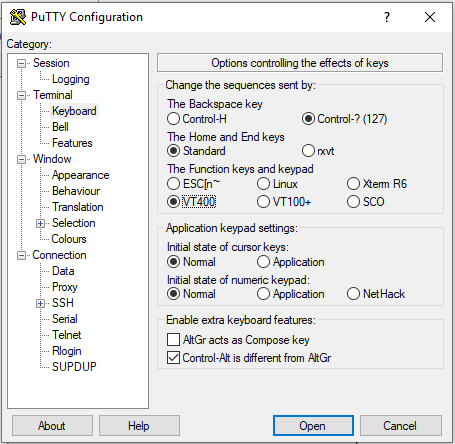 PuTTY Configuration
?
Category:
Session
Logging
Terminal
Keyboard
Bell
Features
Window
Appearance
Behaviour
Translation
Selection
Colours
Connection
Data
Proxy
SSH
Serial
Telnet
Rlogin
SUPDUP
Options controlling the effects of keys
Change the sequences sent by:
The Backspace key
Control-H Control-? (127)
The Home and End keys
Standard rxvt
The Function keys and keypad
ESC[n~ Linux Xterm R6
VT400 VT100+ SCO
Application keypad settings:
Initial state of cursor keys:
Normal Application
Initial state of numeric keypad:
Normal Application NetHack
Enable extra keyboard features:
AltGr acts as Compose key
Control-Alt is different from AltGr
About Help Open Cancel